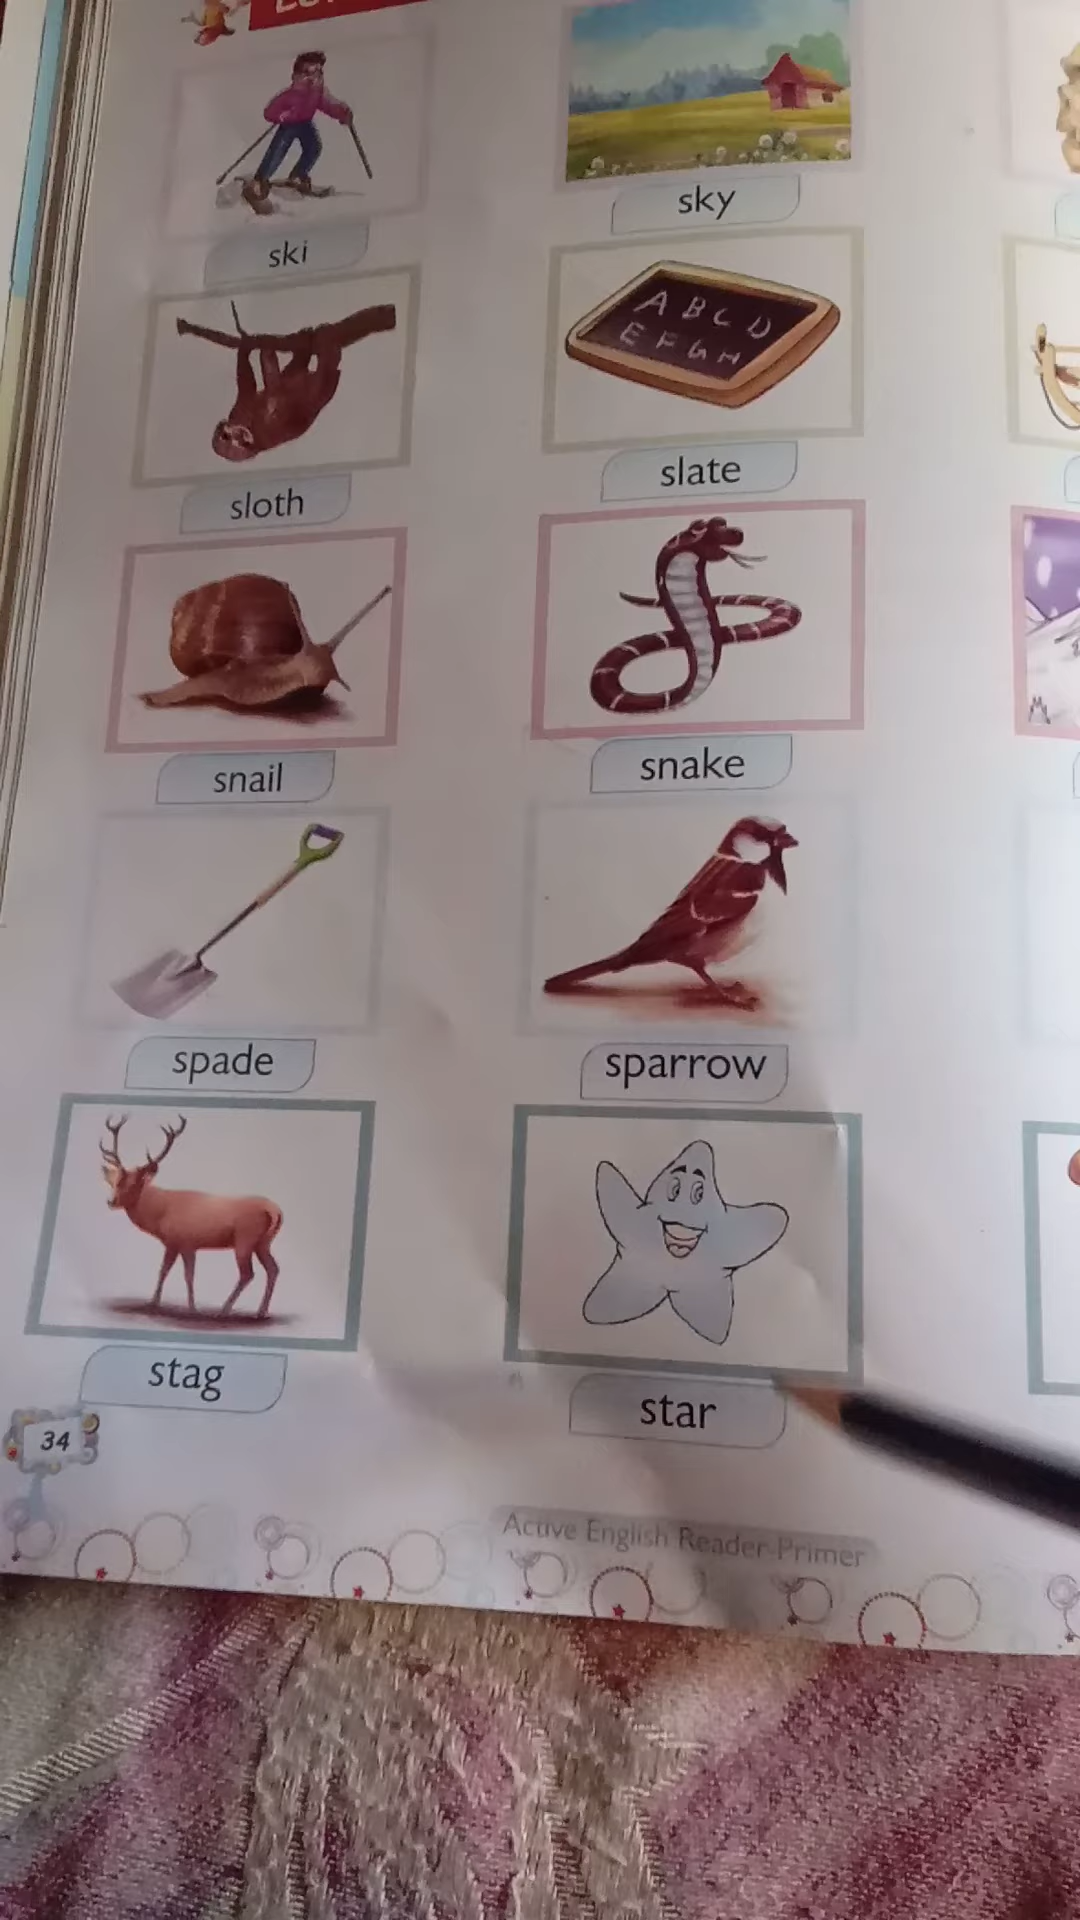 ski
sky
A B C D
E F G H
sloth
slate
snail
snake
spade
sparrow
stag
star
34
Active English Reader-Primer